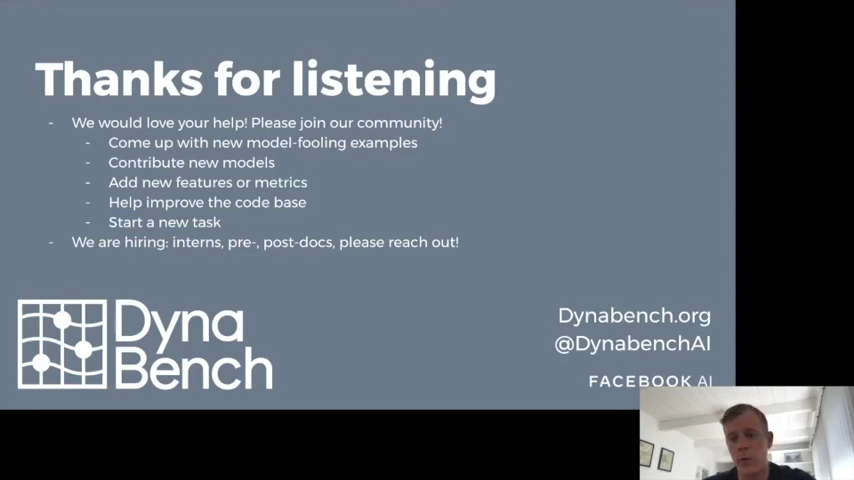 Thanks for listening
- We would love your help! Please join our community!
- Come up with new model-fooling examples
- Contribute new models
- Add new features or metrics
- Help improve the code base
- Start a new task
- We are hiring: interns, pre-, post-docs, please reach out!
Dyna
Bench
Dynabench.org
@DynabenchAI
FACEBOOK AI